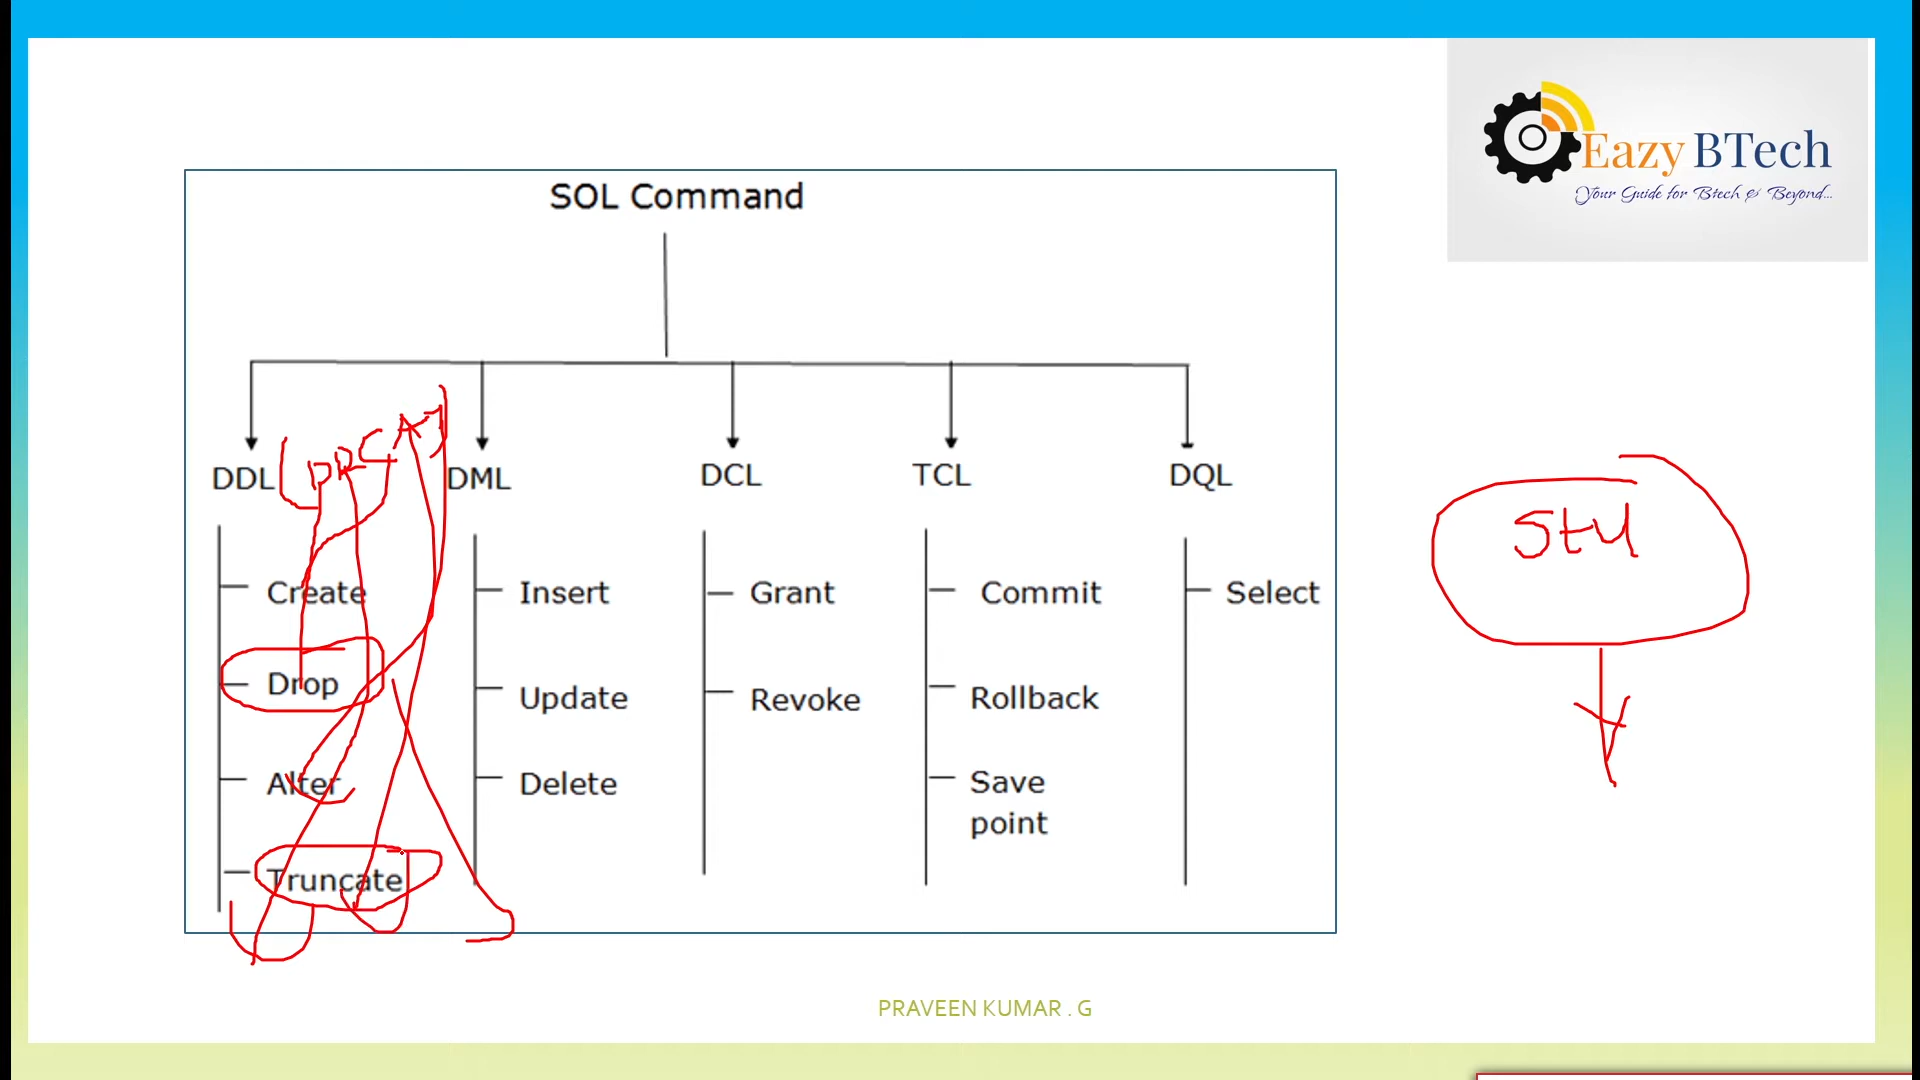 Eazy BTech
Your Guide for Btech & Beyond...
SOL Command
DDL DRCAT DML DCL TCL DQL
Stu
Create Insert Grant Commit Select
Drop Update Revoke Rollback
Alter Delete Save
point
Truncate
PRAVEEN KUMAR . G